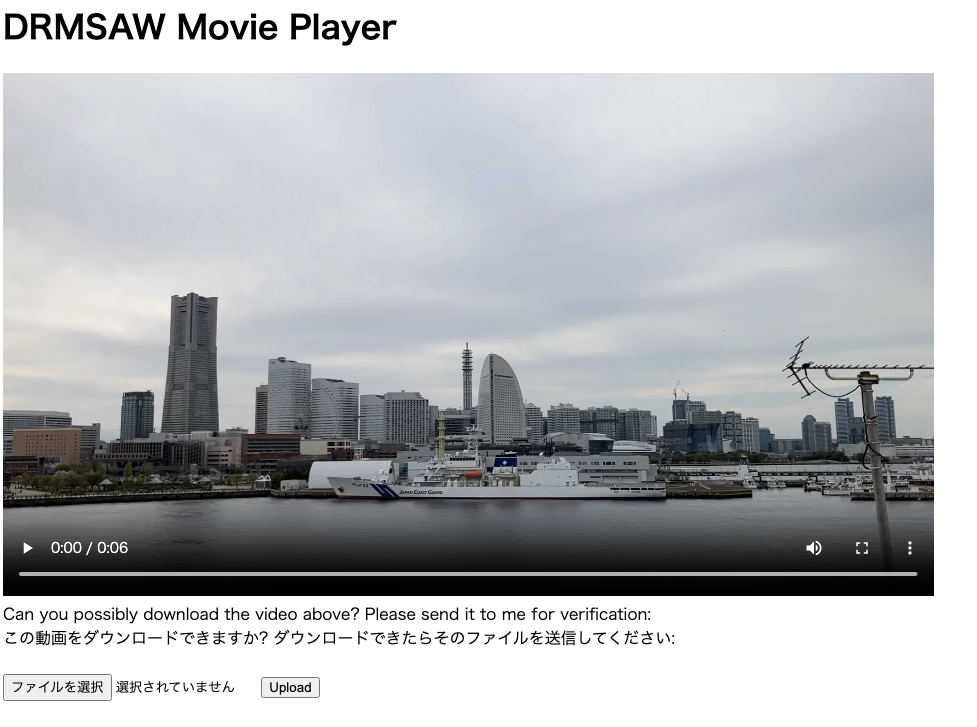 DRMSAW Movie Player
JAPAN COAST GUARD
0:00 / 0:06
Can you possibly download the video above? Please send it to me for verification:
この動画をダウンロードできますか? ダウンロードできたらそのファイルを送信してください:
ファイルを選択 選択されていません Upload